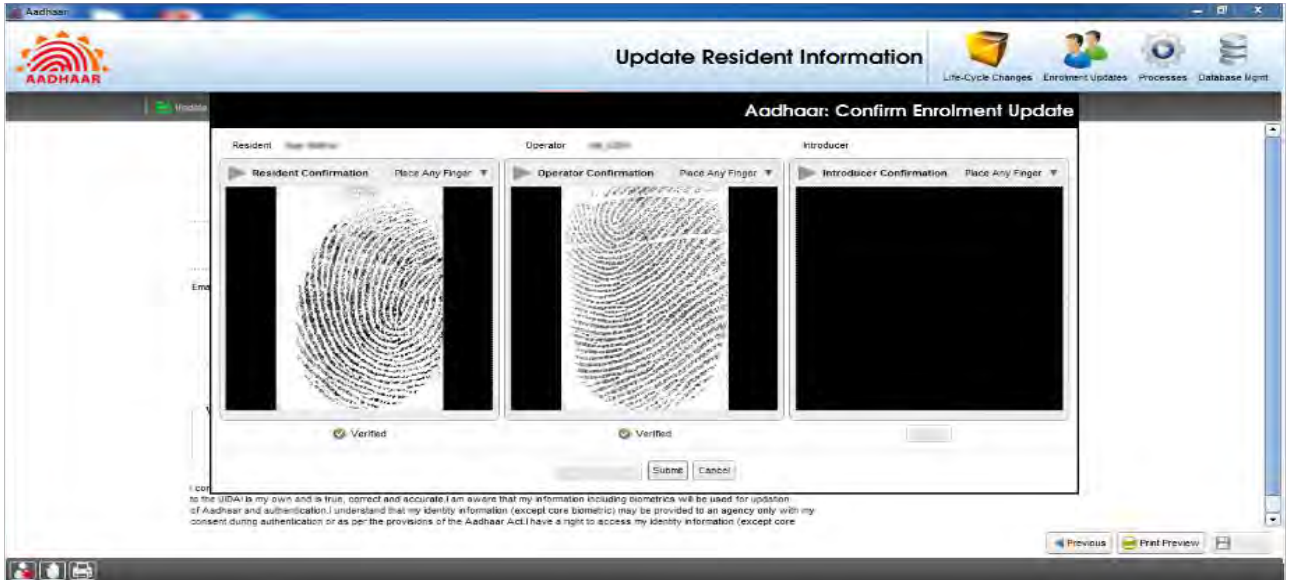 Aadhaar
AADHAAR
Update Resident Information
Life-Cycle Changes
Enrolment Updates
Processes
Database Mgmt
Update
Aadhaar: Confirm Enrolment Update
Resident
Operator
Introducer
Resident Confirmation Place Any Finger
Operator Confirmation Place Any Finger
Introducer Confirmation Place Any Finger
Ema
Verified
Verified
Submit
Cancel
I con
to the UIDAI is my own and is true, correct and accurate.I am aware that my information including biometrics will be used for updation
of Aadhaar and authentication.I understand that my identity information (except core biometric) may be provided to an agency only with my
consent during authentication or as per the provisions of the Aadhaar Act.I have a right to access my identity information (except core
Previous
Print Preview